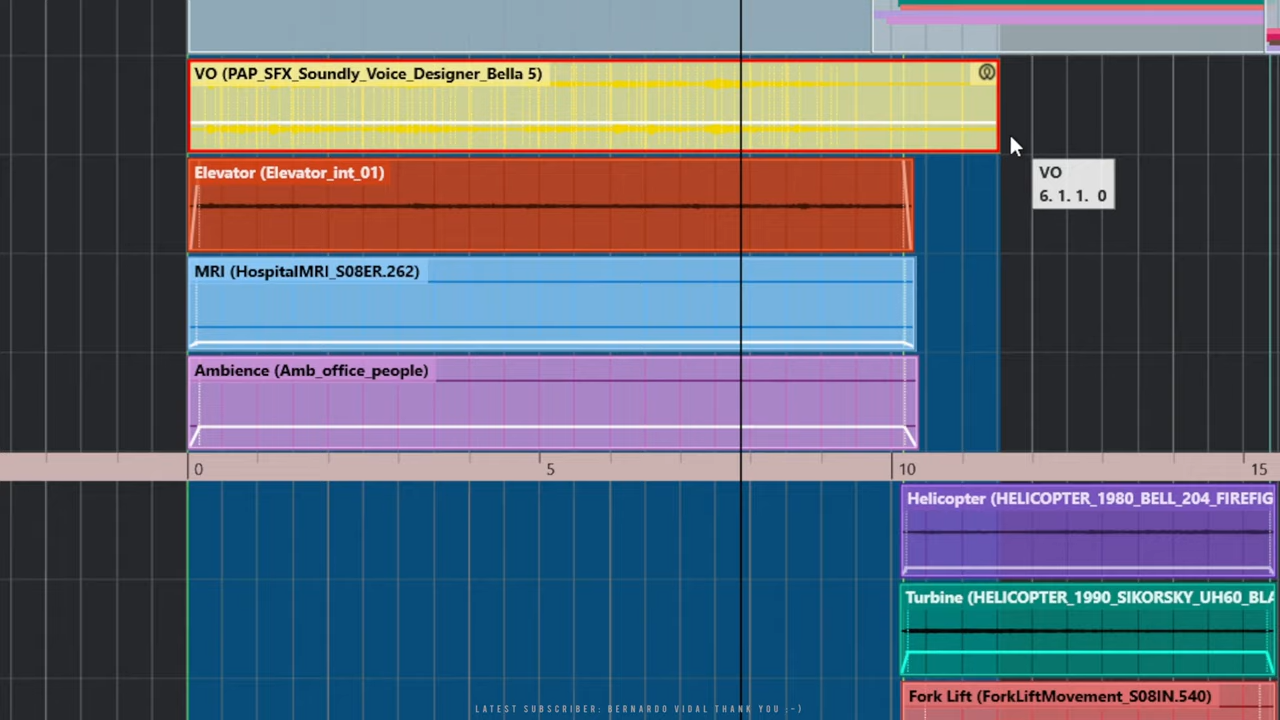 VO (PAP_SFX_Soundly_Voice_Designer_Bella 5)
Elevator (Elevator_int_01)
VO
6. 1. 1. 0
MRI (HospitalMRI_S08ER.262)
Ambience (Amb_office_people)
0 5 10 15
Helicopter (HELICOPTER_1980_BELL_204_FIREFIG
Turbine (HELICOPTER_1990_SIKORSKY_UH60_BLA
Fork Lift (ForkLiftMovement_S08IN.540)
LATEST SUBSCRIBER: BERNARDO VIDAL THANK YOU :-)